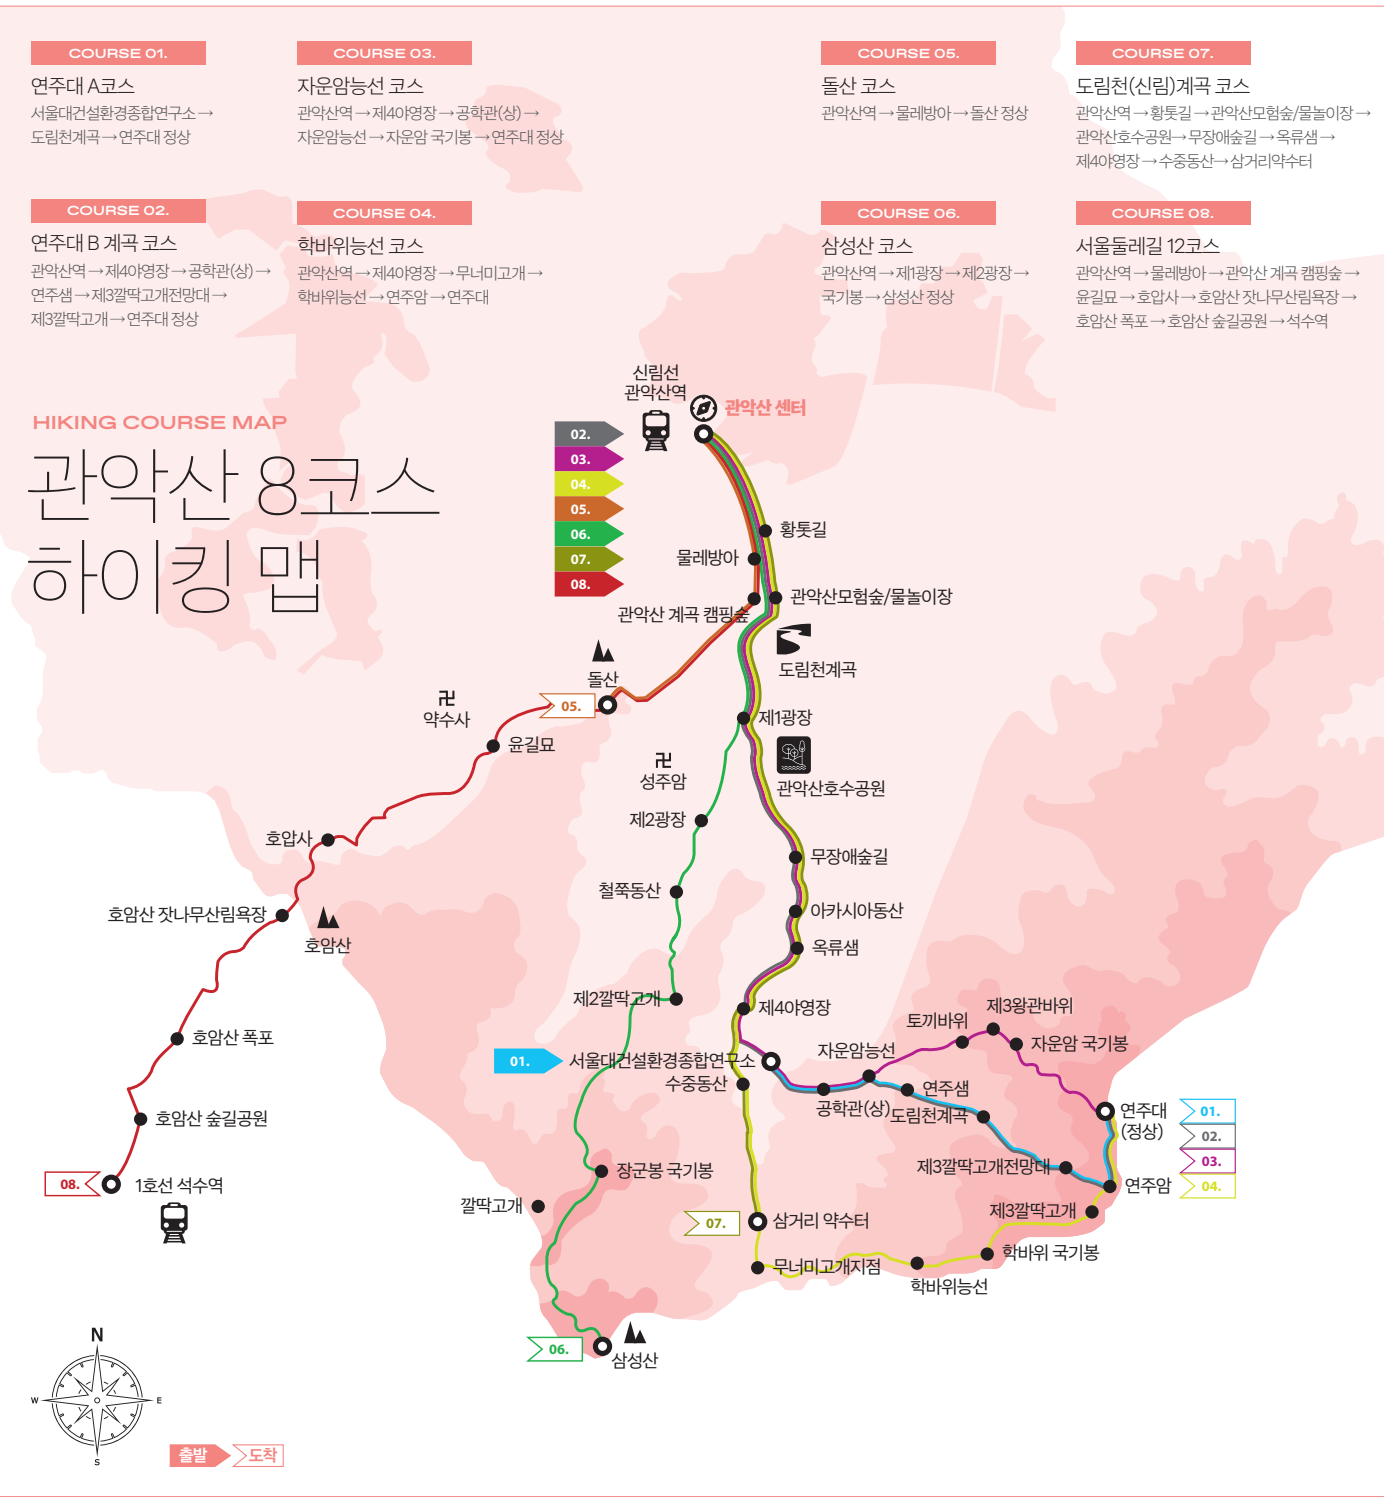 COURSE 01.
연주대 A코스
서울대건설환경종합연구소 →
도림천계곡 → 연주대 정상
COURSE 02.
연주대 B 계곡 코스
관악산역 → 제4야영장 → 공학관(상) →
연주샘 → 제3깔딱고개전망대 →
제3깔딱고개 → 연주대 정상
COURSE 03.
자운암능선 코스
관악산역 → 제4야영장 → 공학관(상) →
자운암능선 → 자운암 국기봉 → 연주대 정상
COURSE 04.
학바위능선 코스
관악산역 → 제4야영장 → 무너미고개 →
학바위능선 → 연주암 → 연주대
COURSE 05.
돌산 코스
관악산역 → 물레방아 → 돌산 정상
COURSE 06.
삼성산 코스
관악산역 → 제1광장 → 제2광장 →
국기봉 → 삼성산 정상
COURSE 07.
도림천(신림)계곡 코스
관악산역 → 황톳길 → 관악산모험숲/물놀이장 →
관악산호수공원 → 무장애숲길 → 옥류샘 →
제4야영장 → 수중동산 → 삼거리약수터
COURSE 08.
서울둘레길 12코스
관악산역 → 물레방아 → 관악산 계곡 캠핑숲 →
윤길묘 → 호압사 → 호암산 잣나무산림욕장 →
호암산 폭포 → 호암산 숲길공원 → 석수역
HIKING COURSE MAP
관악산 8코스
하이킹 맵
신림선
관악산역
관악산 센터
02.
03.
04.
05.
06.
07.
08.
황톳길
물레방아
관악산 계곡 캠핑숲
관악산모험숲/물놀이장
도림천계곡
돌산
05.
약수사
윤길묘
제1광장
성주암
관악산호수공원
제2광장
호압사
무장애숲길
철쭉동산
호암산 잣나무산림욕장
아카시아동산
호암산
옥류샘
제2깔딱고개
제4야영장
제3왕관바위
토끼바위
호암산 폭포
자운암 국기봉
자운암능선
01.
서울대건설환경종합연구소
수중동산
연주샘
공학관(상)
도림천계곡
연주대
(정상)
01.
02.
03.
04.
호암산 숲길공원
제3깔딱고개전망대
장군봉 국기봉
연주암
08.
1호선 석수역
깔딱고개
제3깔딱고개
07.
삼거리 약수터
학바위 국기봉
무너미고개지점
학바위능선
06.
삼성산
N
W
E
S
출발
도착